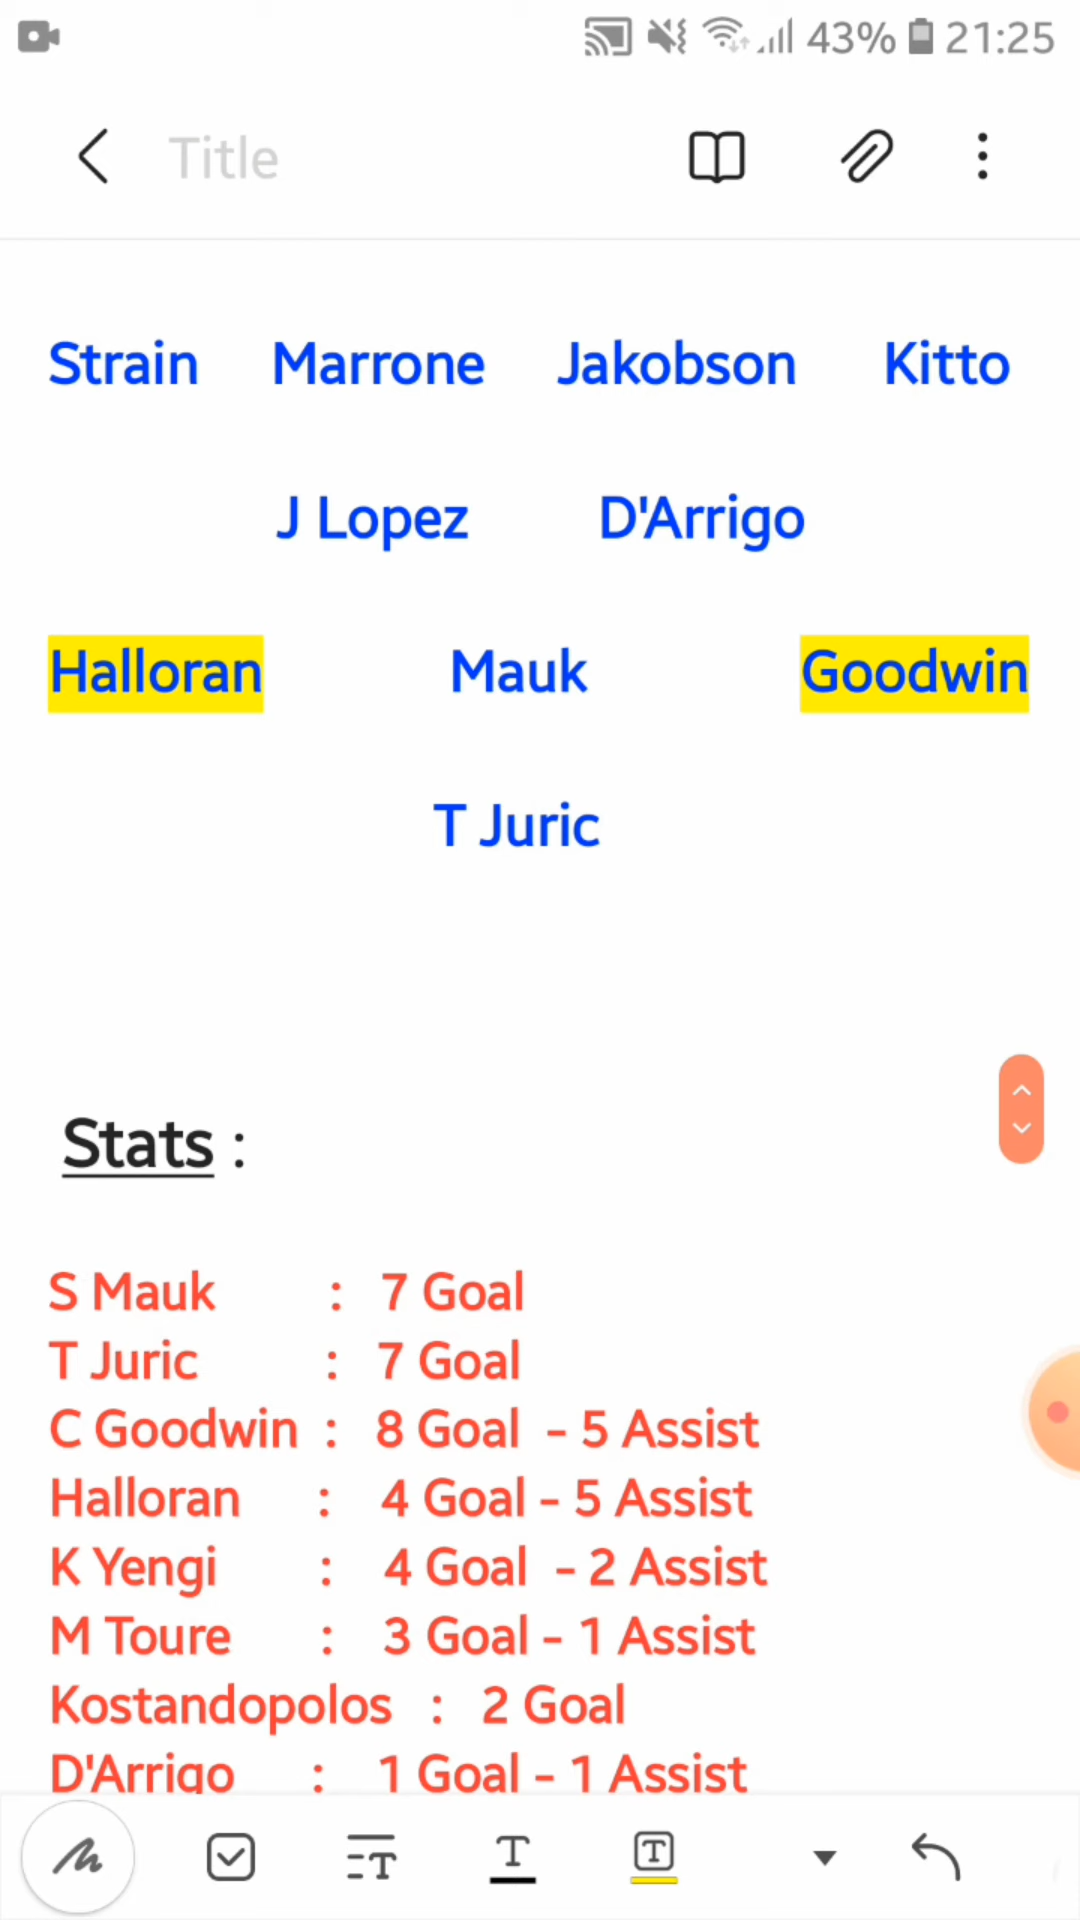 43% 21:25
Title
Strain Marrone Jakobson Kitto
J Lopez D'Arrigo
Halloran Mauk Goodwin
T Juric
Stats :
S Mauk : 7 Goal
T Juric : 7 Goal
C Goodwin : 8 Goal - 5 Assist
Halloran : 4 Goal - 5 Assist
K Yengi : 4 Goal - 2 Assist
M Toure : 3 Goal - 1 Assist
Kostandopolos : 2 Goal
D'Arrigo : 1 Goal - 1 Assist